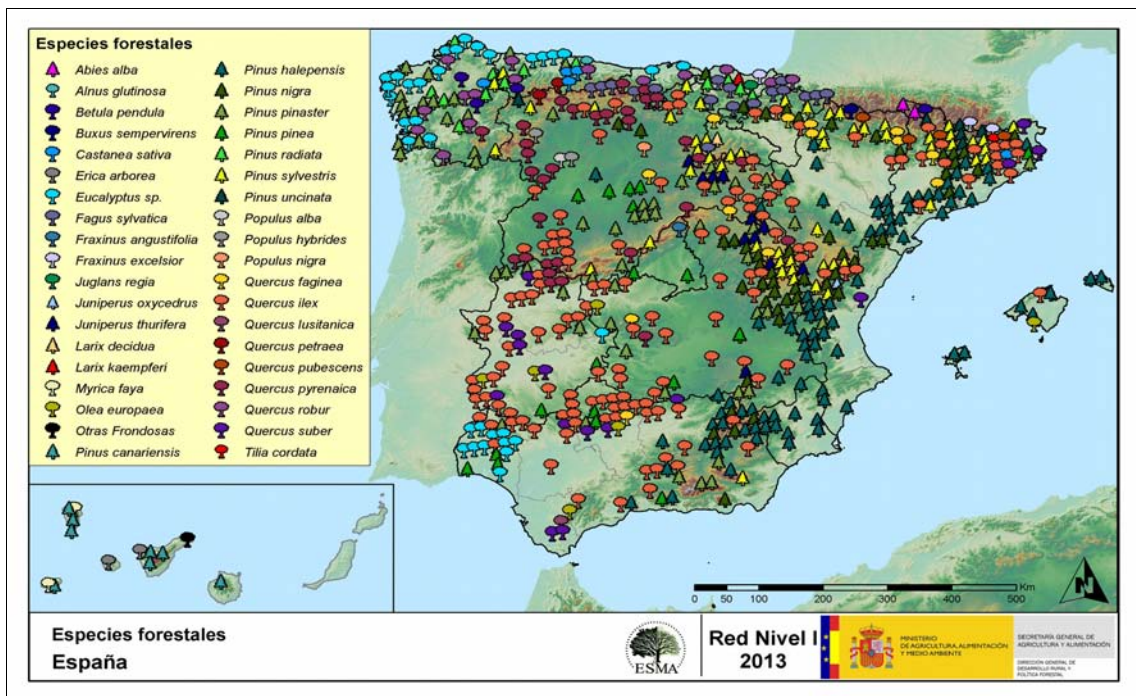 Especies forestales
Abies alba
Alnus glutinosa
Betula pendula
Buxus sempervirens
Castanea sativa
Erica arborea
Eucalyptus sp.
Fagus sylvatica
Fraxinus angustifolia
Fraxinus excelsior
Juglans regia
Juniperus oxycedrus
Juniperus thurifera
Larix decidua
Larix kaempferi
Myrica faya
Olea europaea
Otras Frondosas
Pinus canariensis
Pinus halepensis
Pinus nigra
Pinus pinaster
Pinus pinea
Pinus radiata
Pinus sylvestris
Pinus uncinata
Populus alba
Populus hybrides
Populus nigra
Quercus faginea
Quercus ilex
Quercus lusitanica
Quercus petraea
Quercus pubescens
Quercus pyrenaica
Quercus robur
Quercus suber
Tilia cordata
Km
0 50 100 200 300 400 500
N
Especies forestales
España
ESMA
Red Nivel I
2013
MINISTERIO
DE AGRICULTURA, ALIMENTACIÓN
Y MEDIO AMBIENTE
SECRETARÍA GENERAL DE
AGRICULTURA Y ALIMENTACIÓN
DIRECCIÓN GENERAL DE
DESARROLLO RURAL Y
POLÍTICA FORESTAL